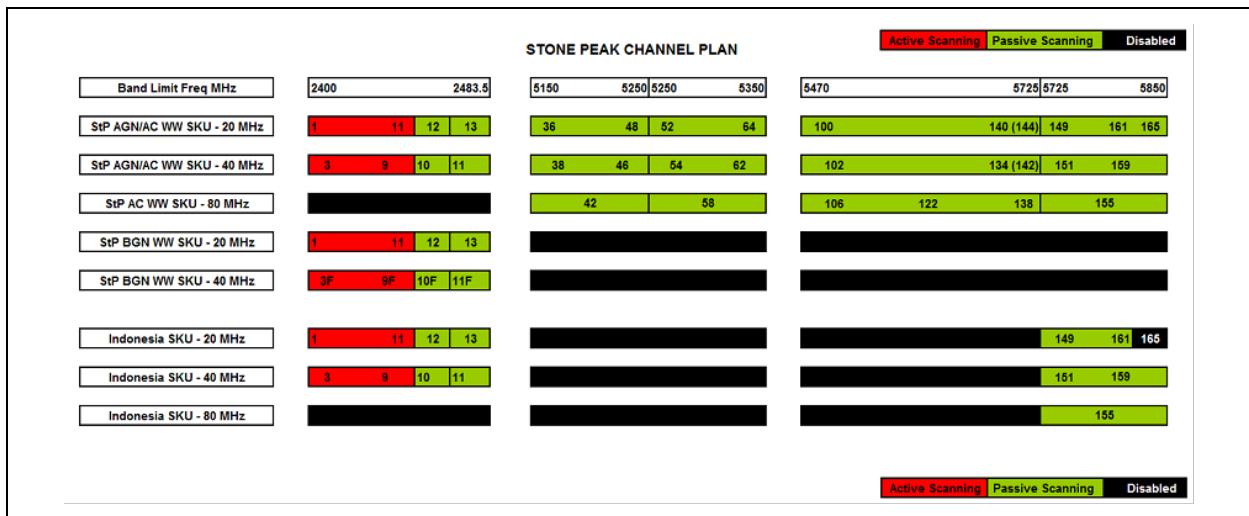 Active Scanning Passive Scanning Disabled
STONE PEAK CHANNEL PLAN
Band Limit Freq MHz 2400 2483.5 5150 5250 5250 5350 5470 5725 5725 5850
StP AGN/AC WW SKU - 20 MHz 1 11 12 13 36 48 52 64 100 140 (144) 149 161 165
StP AGN/AC WW SKU - 40 MHz 3 9 10 11 38 46 54 62 102 134 (142) 151 159
StP AC WW SKU - 80 MHz 42 58 106 122 138 155
StP BGN WW SKU - 20 MHz 1 11 12 13
StP BGN WW SKU - 40 MHz 3F 9F 10F 11F
Indonesia SKU - 20 MHz 1 11 12 13 149 161 165
Indonesia SKU - 40 MHz 3 9 10 11 151 159
Indonesia SKU - 80 MHz 155
Active Scanning Passive Scanning Disabled